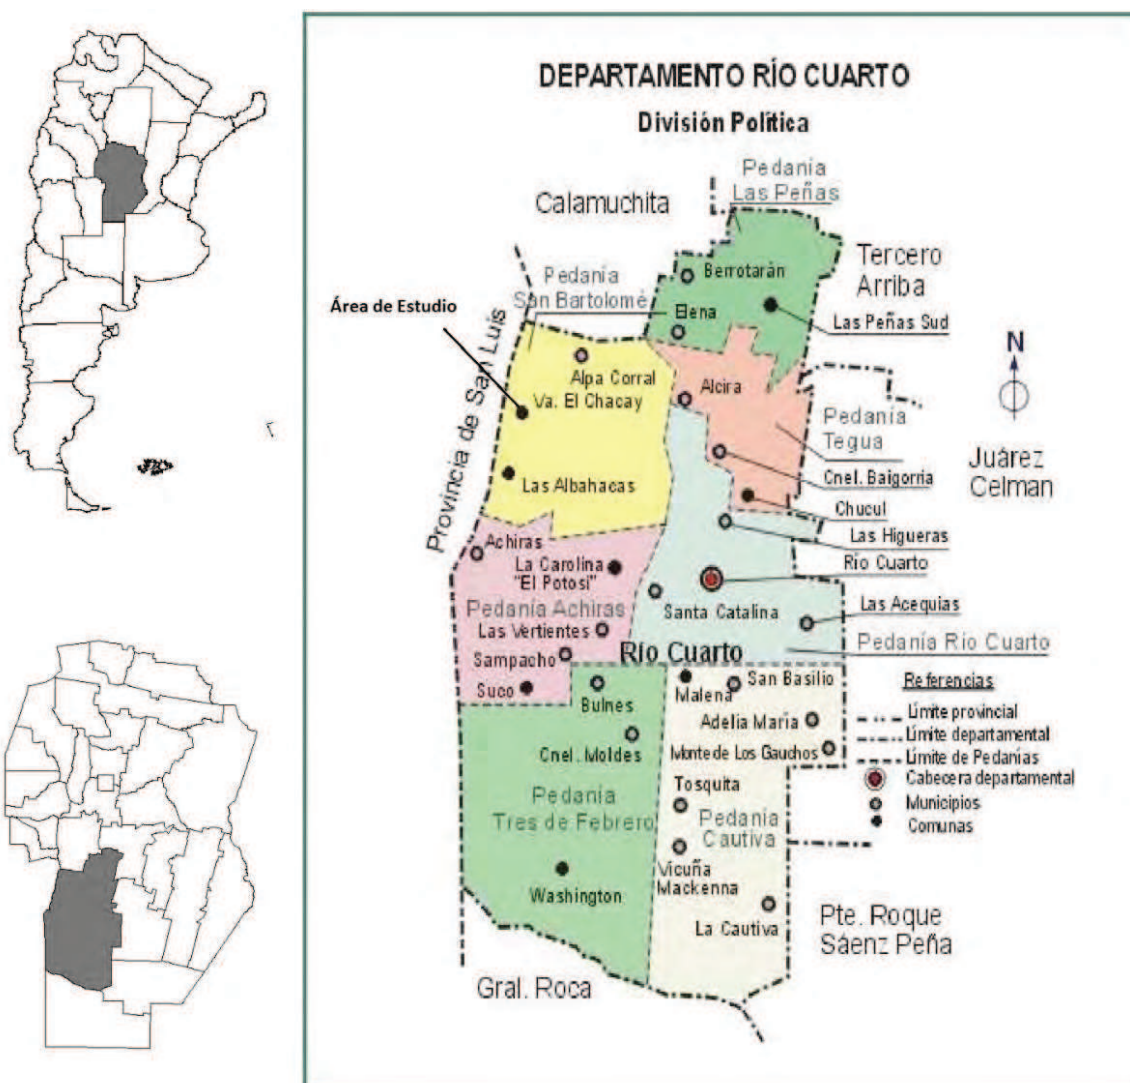 DEPARTAMENTO RÍO CUARTO
División Política
Pedanía
Las Peñas
Calamuchita
Tercero
Arriba
Berrotarán
Pedanía
San Bartolomé
Elena
Las Peñas Sud
Área de Estudio
Provincia de San Luis
N
Alpa Corral
Va. El Chacay
Alcira
Pedanía
Tegua
Juárez
Celman
Cnel. Baigorria
Las Albahacas
Chucul
Las Higueras
Achiras
La Carolina
"El Potosi"
Río Cuarto
Pedanía Achiras
Santa Catalina
Las Acequias
Las Vertientes
Río Cuarto
Pedanía Río Cuarto
Sampacho
Suco
Bulnes
Malena
San Basilio
Referencias
Límite provincial
Límite departamental
Límite de Pedanías
Cabecera departamental
Municipios
Comunas
Adelia María
Cnel. Moldes
Monte de Los Gauchos
Tosquita
Pedanía
Tres de Febrero
Pedanía
Cautiva
Vicuña
Mackenna
Washington
La Cautiva
Pte. Roque
Sáenz Peña
Gral. Roca